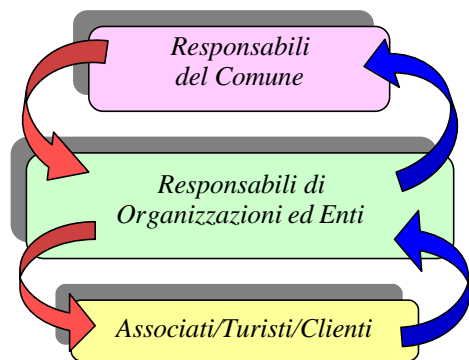 Responsabili
del Comune
Responsabili di
Organizzazioni ed Enti
Associati/Turisti/Clienti